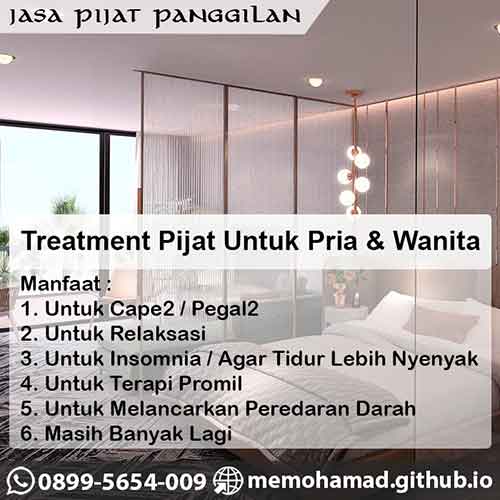 JASA PIJAT PANGGILAN
Treatment Pijat Untuk Pria & Wanita
Manfaat :
1. Untuk Cape2 / Pegal2
2. Untuk Relaksasi
3. Untuk Insomnia / Agar Tidur Lebih Nyenyak
4. Untuk Terapi Promil
5. Untuk Melancarkan Peredaran Darah
6. Masih Banyak Lagi
0899-5654-009 memohamad.github.io